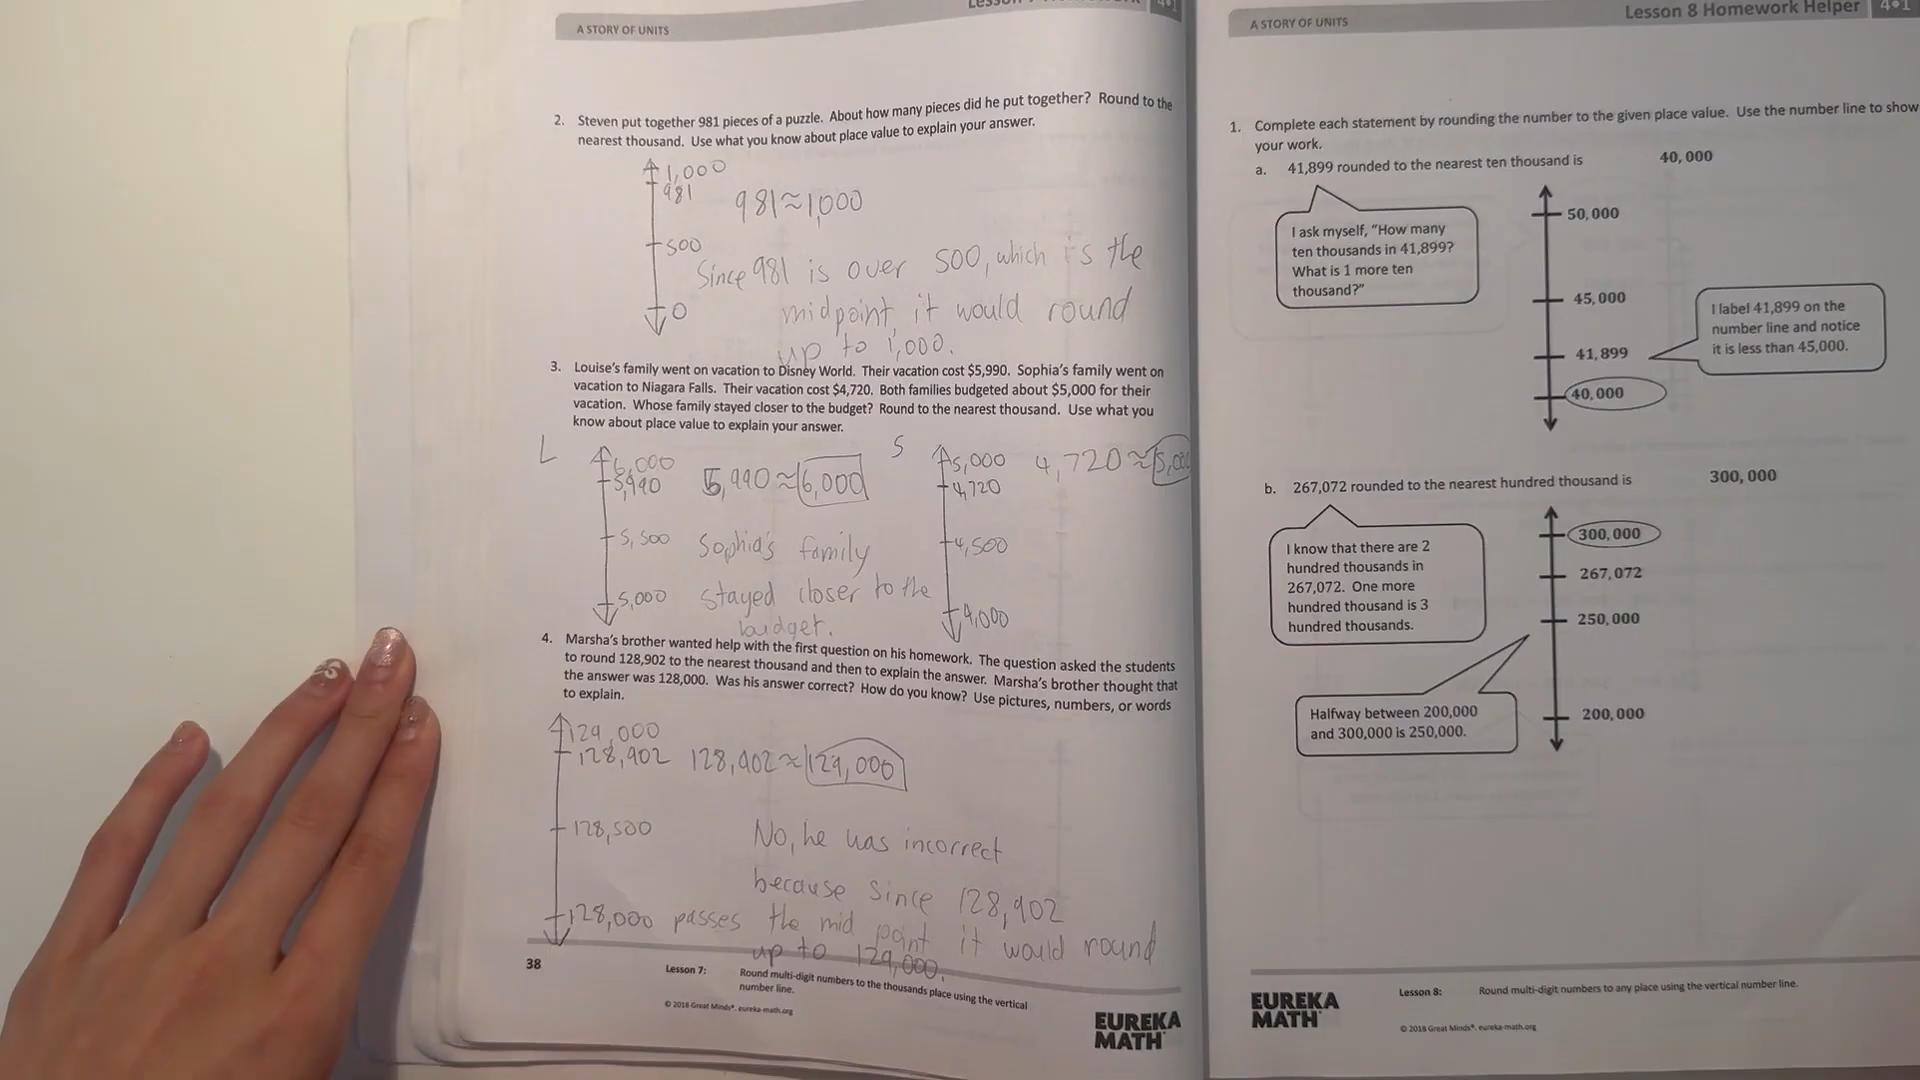 A STORY OF UNITS
2. Steven put together 981 pieces of a puzzle. About how many pieces did he put together? Round to the
nearest thousand. Use what you know about place value to explain your answer.
1,000
981
981≈1,000
500
Since 981 is over 500, which is the
0
midpoint, it would round
up to 1,000.
3. Louise's family went on vacation to Disney World. Their vacation cost $5,990. Sophia's family went on
vacation to Niagara Falls. Their vacation cost $4,720. Both families budgeted about $5,000 for their
vacation. Whose family stayed closer to the budget? Round to the nearest thousand. Use what you
know about place value to explain your answer.
L
6,000
5,990
5,990≈6,000
5,500
5,000
Sophia's family
stayed closer to the
budget.
S
5,000
4,720
4,720≈5,000
4,500
4,000
4. Marsha's brother wanted help with the first question on his homework. The question asked the students
to round 128,902 to the nearest thousand and then to explain the answer. Marsha's brother thought that
the answer was 128,000. Was his answer correct? How do you know? Use pictures, numbers, or words
to explain.
129,000
128,902
128,902≈129,000
128,500
No, he was incorrect
because since 128,902
128,000 passes the mid point it would round
up to 129,000.
38
Lesson 7: Round multi-digit numbers to the thousands place using the vertical
number line.
© 2018 Great Minds®. eureka-math.org
EUREKA
MATH
A STORY OF UNITS
Lesson 8 Homework Helper 4•1
1. Complete each statement by rounding the number to the given place value. Use the number line to show
your work.
a. 41,899 rounded to the nearest ten thousand is 40,000
I ask myself, "How many
ten thousands in 41,899?
What is 1 more ten
thousand?"
50,000
45,000
41,899
40,000
I label 41,899 on the
number line and notice
it is less than 45,000.
b. 267,072 rounded to the nearest hundred thousand is 300,000
I know that there are 2
hundred thousands in
267,072. One more
hundred thousand is 3
hundred thousands.
300,000
267,072
250,000
200,000
Halfway between 200,000
and 300,000 is 250,000.
EUREKA
MATH
Lesson 8: Round multi-digit numbers to any place using the vertical number line.
© 2018 Great Minds®. eureka-math.org